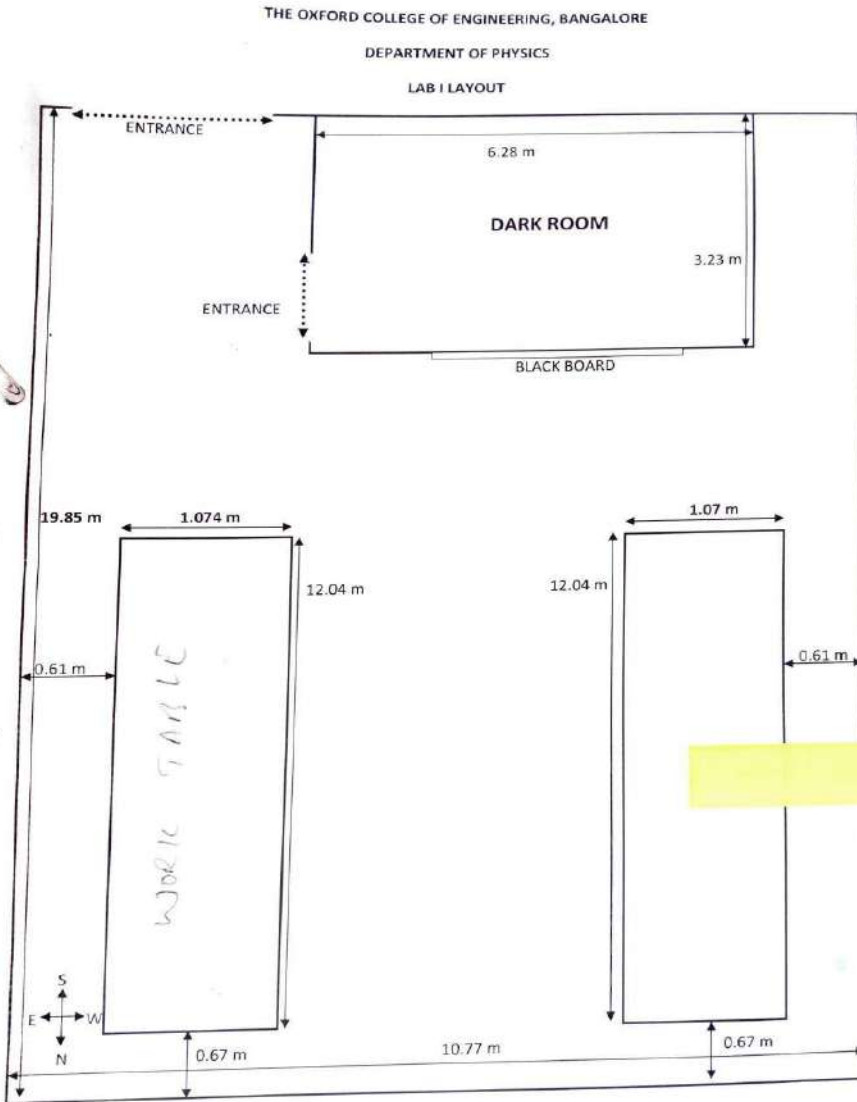 THE OXFORD COLLEGE OF ENGINEERING, BANGALORE
DEPARTMENT OF PHYSICS
LAB I LAYOUT
ENTRANCE
6.28 m
DARK ROOM
3.23 m
ENTRANCE
BLACK BOARD
19.85 m
1.074 m
1.07 m
12.04 m
12.04 m
0.61 m
0.61 m
WORK TABLE
S
E
W
N
0.67 m
10.77 m
0.67 m